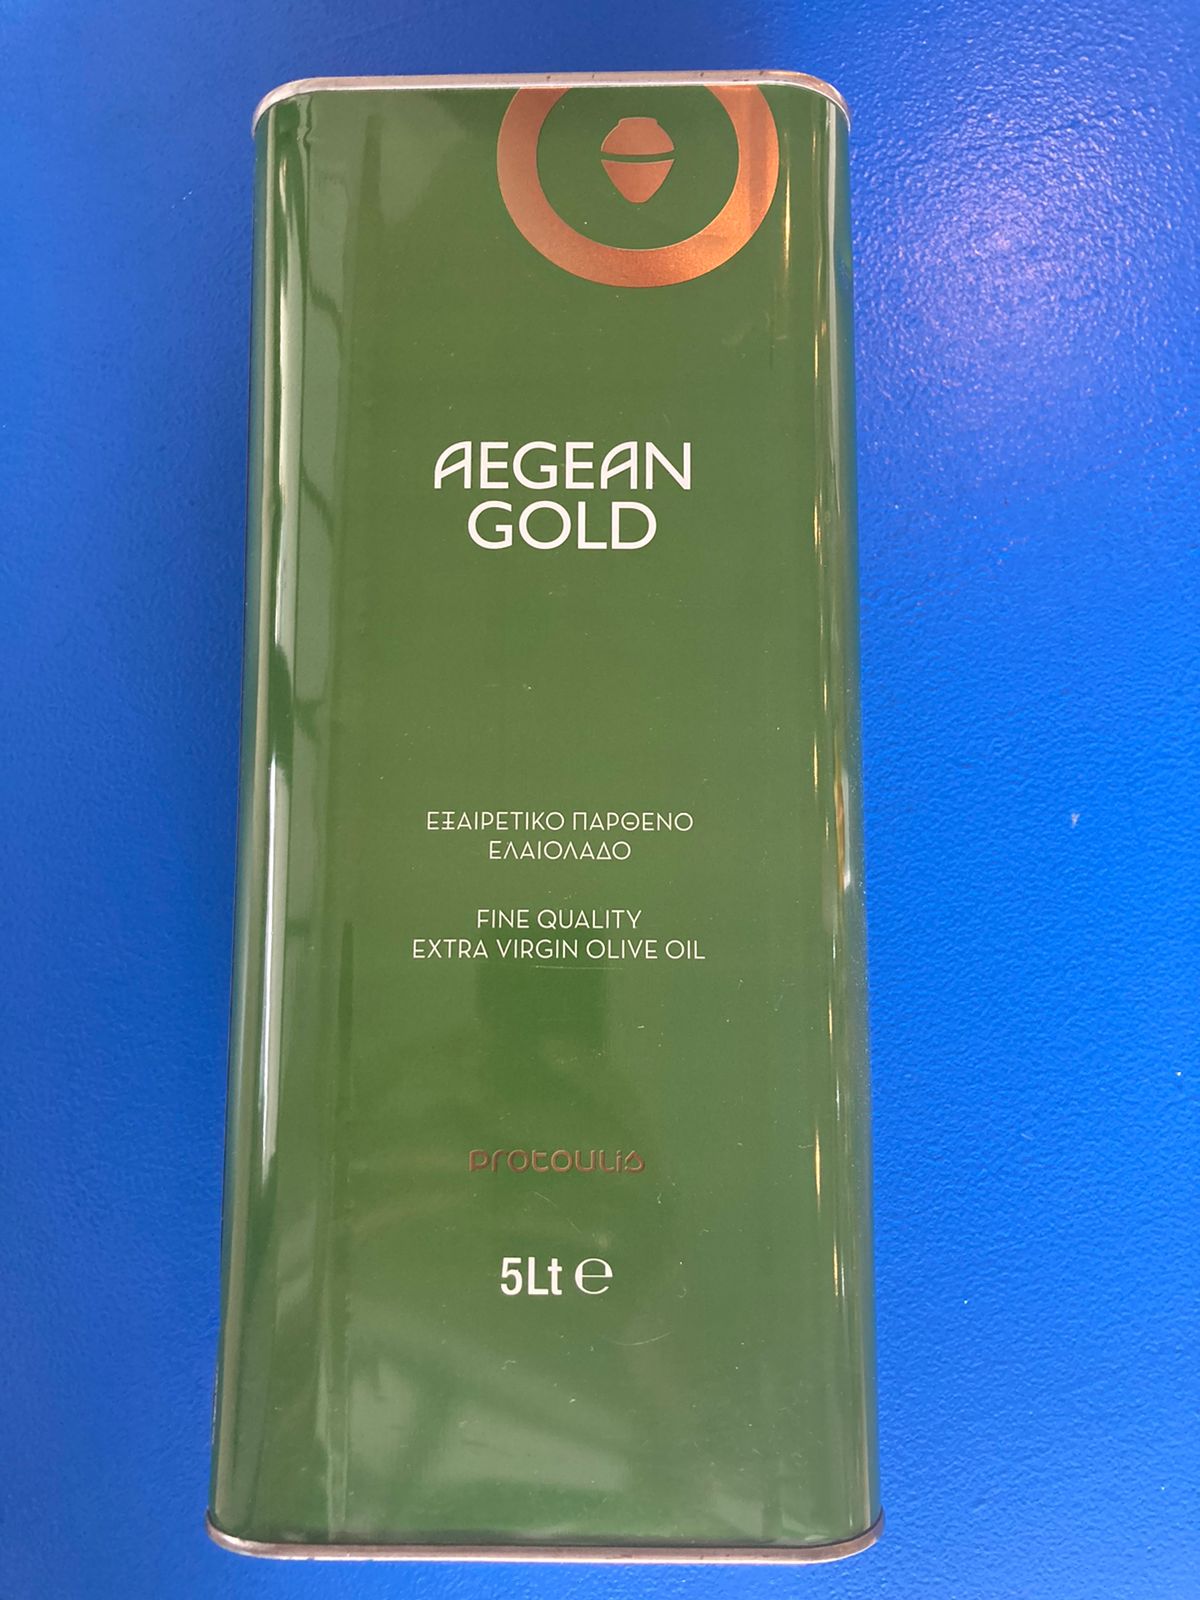 AEGEAN
GOLD
ΕΞΑΙΡΕΤΙΚΟ ΠΑΡΘΕΝΟ
ΕΛΑΙΟΛΑΔΟ
FINE QUALITY
EXTRA VIRGIN OLIVE OIL
protoulis
5Lt ℮